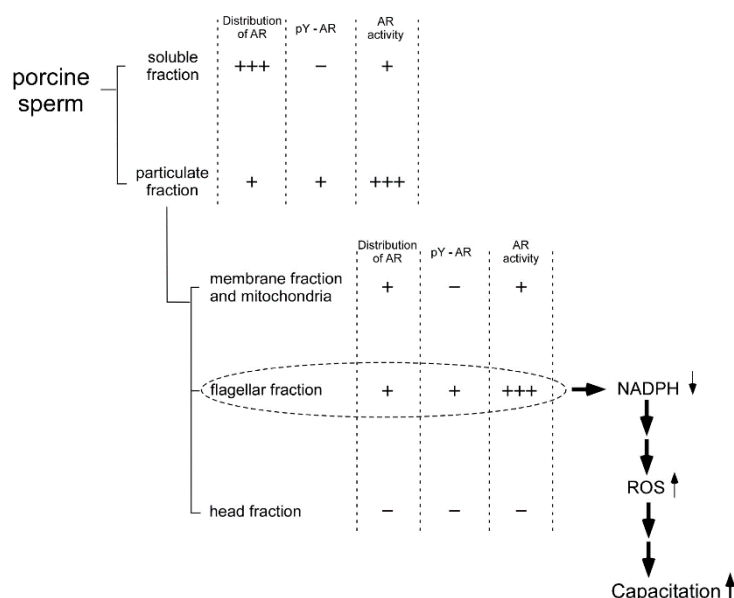 Distribution
of AR
pY - AR
AR
activity
porcine
sperm
soluble
fraction
+++
−
+
particulate
fraction
+
+
+++
Distribution
of AR
pY - AR
AR
activity
membrane fraction
and mitochondria
+
−
+
flagellar fraction
+
+
+++
NADPH
ROS
head fraction
−
−
−
Capacitation